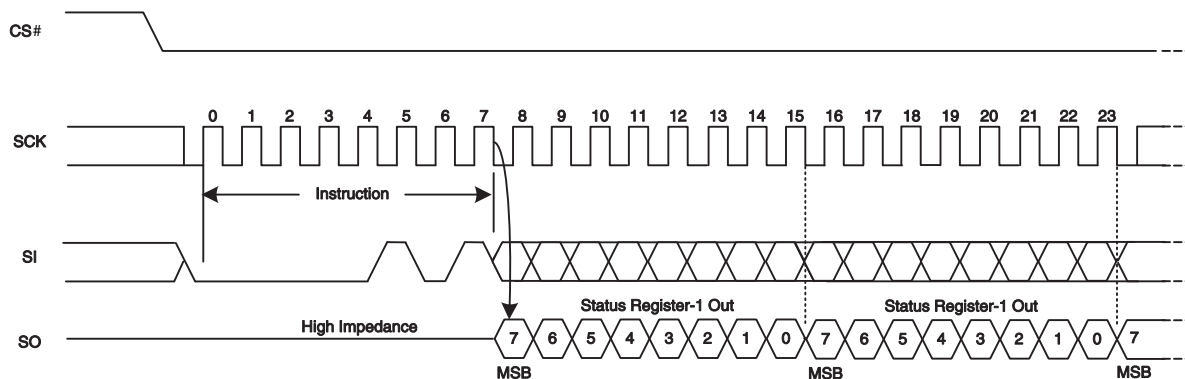 CS#
0 1 2 3 4 5 6 7 8 9 10 11 12 13 14 15 16 17 18 19 20 21 22 23
SCK
Instruction
SI
Status Register-1 Out Status Register-1 Out
High Impedance
SO 7 6 5 4 3 2 1 0 7 6 5 4 3 2 1 0 7
MSB MSB MSB